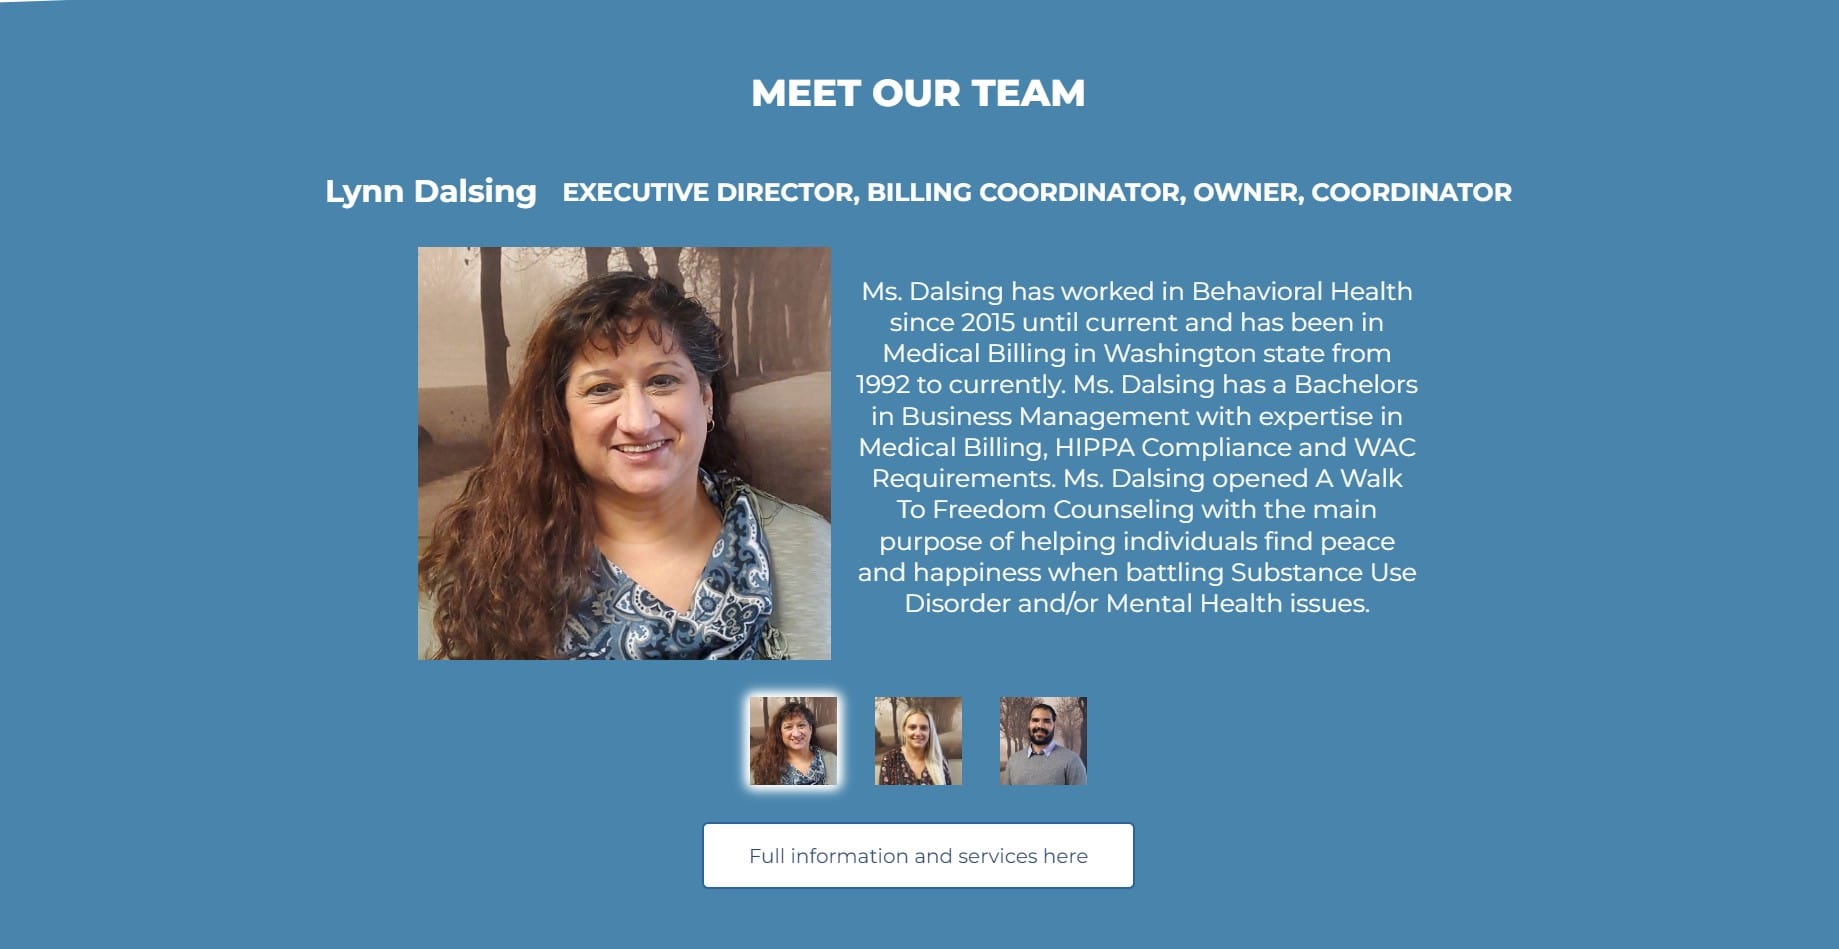 MEET OUR TEAM
Lynn Dalsing EXECUTIVE DIRECTOR, BILLING COORDINATOR, OWNER, COORDINATOR
Ms. Dalsing has worked in Behavioral Health
since 2015 until current and has been in
Medical Billing in Washington state from
1992 to currently. Ms. Dalsing has a Bachelors
in Business Management with expertise in
Medical Billing, HIPPA Compliance and WAC
Requirements. Ms. Dalsing opened A Walk
To Freedom Counseling with the main
purpose of helping individuals find peace
and happiness when battling Substance Use
Disorder and/or Mental Health issues.
Full information and services here